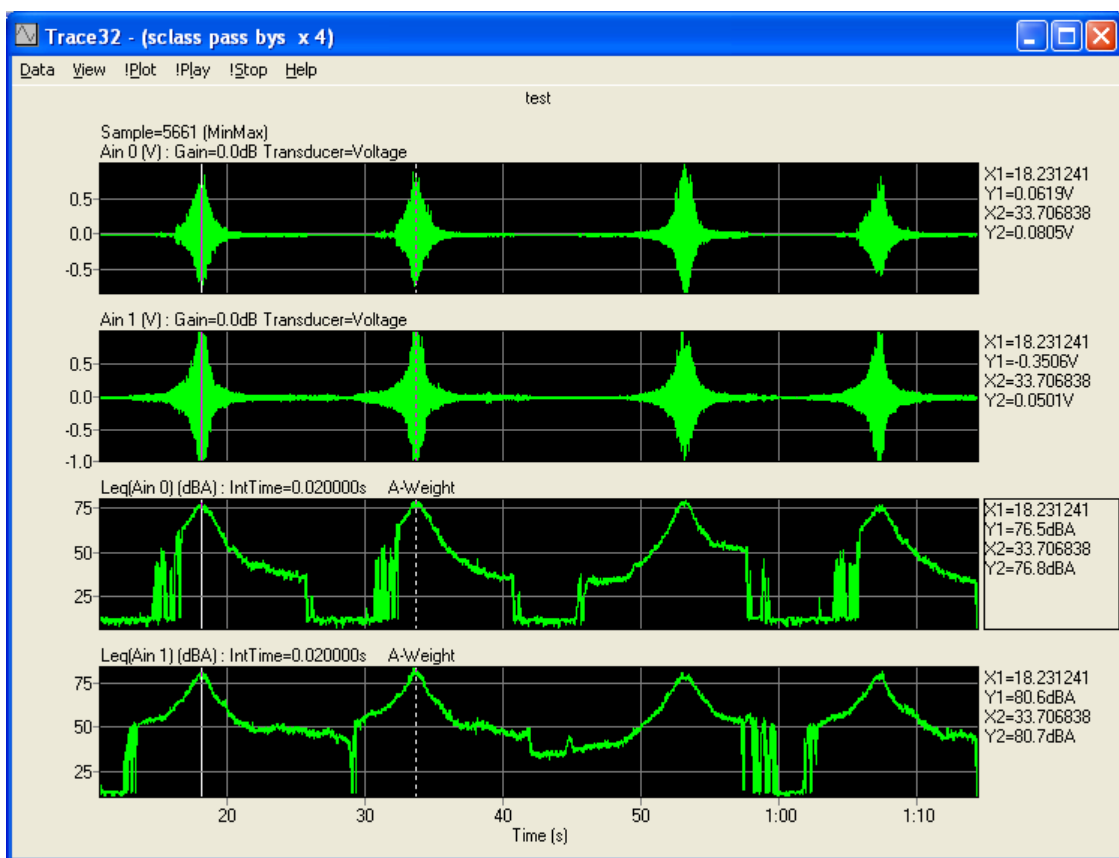 Trace32 - (sclass pass bys x 4)
Data View !Plot !Play !Stop Help
test
Sample=5661 (MinMax)
Ain 0 (V) : Gain=0.0dB Transducer=Voltage
0.5
0.0
-0.5
X1=18.231241
Y1=0.0619V
X2=33.706838
Y2=0.0805V
Ain 1 (V) : Gain=0.0dB Transducer=Voltage
0.5
0.0
-0.5
-1.0
X1=18.231241
Y1=-0.3506V
X2=33.706838
Y2=0.0501V
Leq(Ain 0) (dBA) : IntTime=0.020000s A-Weight
75
50
25
X1=18.231241
Y1=76.5dBA
X2=33.706838
Y2=76.8dBA
Leq(Ain 1) (dBA) : IntTime=0.020000s A-Weight
75
50
25
X1=18.231241
Y1=80.6dBA
X2=33.706838
Y2=80.7dBA
20 30 40 50 1:00 1:10
Time (s)